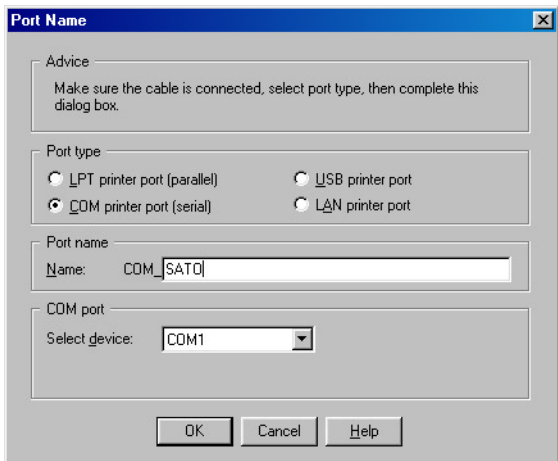 Port Name
Advice
Make sure the cable is connected, select port type, then complete this
dialog box.
Port type
LPT printer port (parallel)
USB printer port
COM printer port (serial)
LAN printer port
Port name
Name: COM_SATO
COM port
Select device: COM1
OK Cancel Help